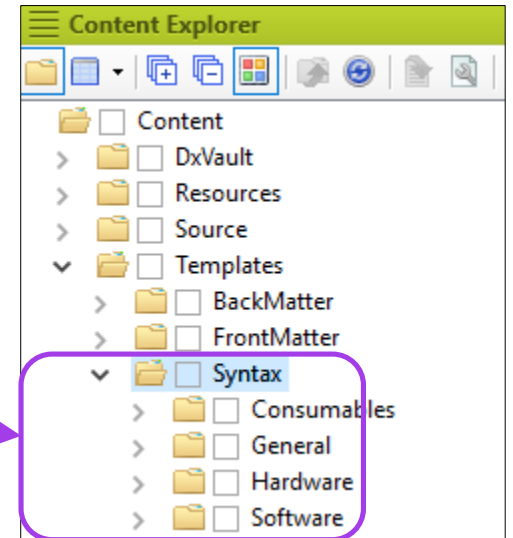 Content Explorer
Content
DxVault
Resources
Source
Templates
BackMatter
FrontMatter
Syntax
Consumables
General
Hardware
Software